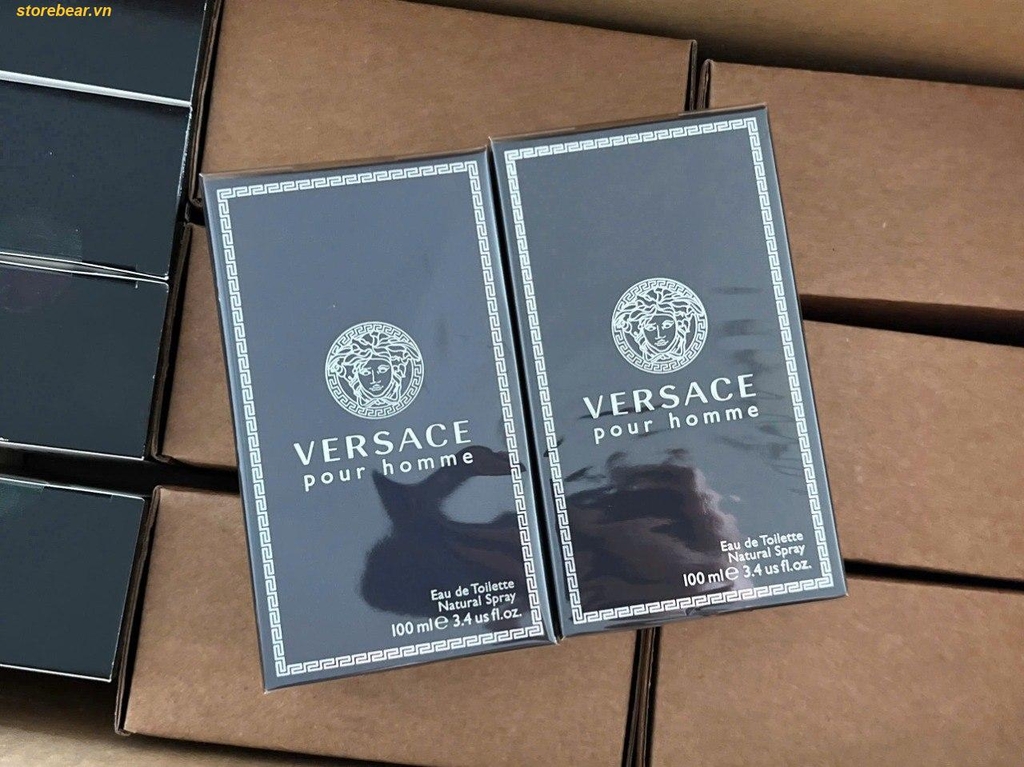 storebear.vn
VERSACE
pour homme
Eau de Toilette
Natural Spray
100 ml e 3.4 us fl.oz.
VERSACE
pour homme
Eau de Toilette
Natural Spray
100 ml e 3.4 us fl.oz.